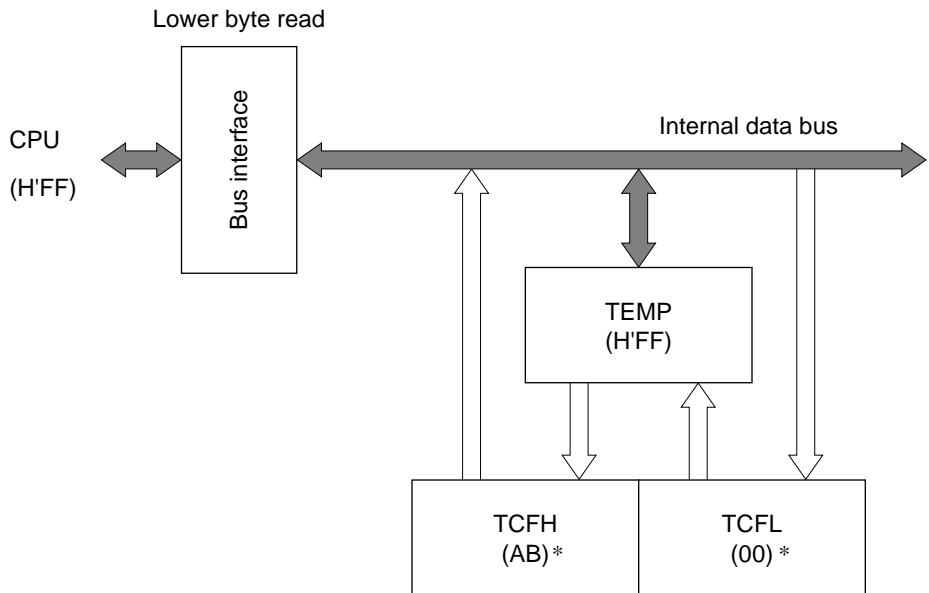 Lower byte read
CPU
(H'FF)
Bus interface
Internal data bus
TEMP
(H'FF)
TCFH
(AB)*
TCFL
(00)*